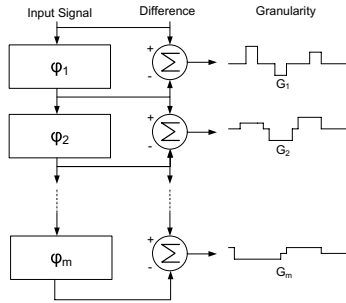 Input Signal Difference Granularity
φ1
+
Σ
-
G1
φ2
+
Σ
-
G2
φm
+
Σ
-
Gm